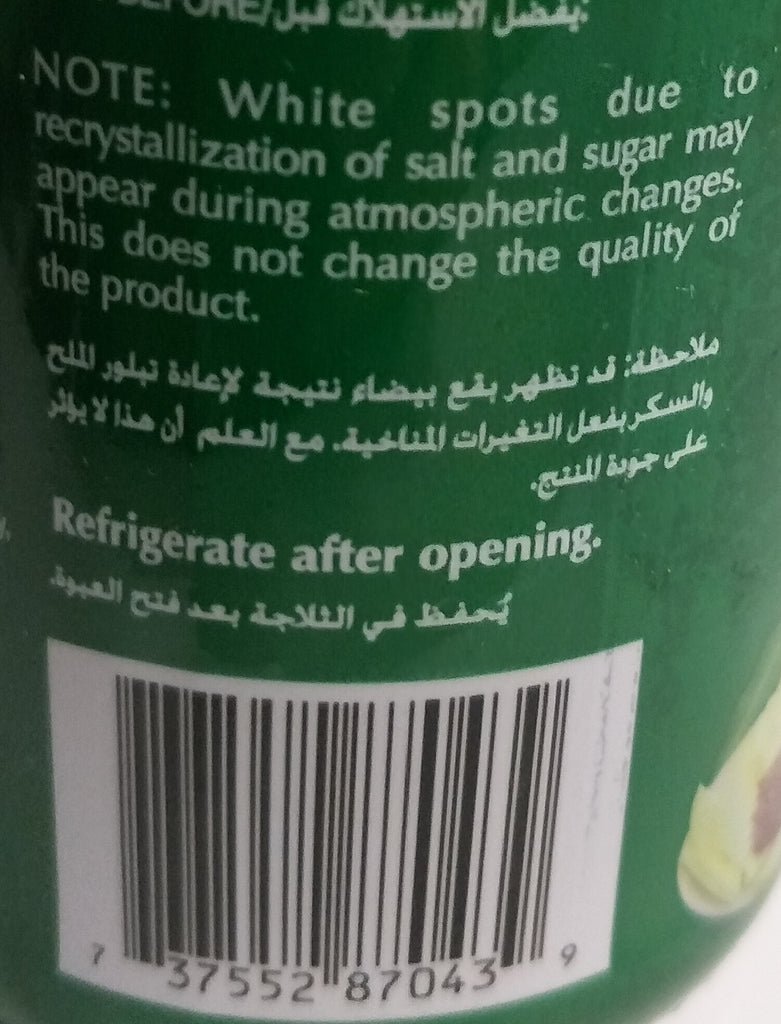 BEFORE/يفضل الاستهلاك قبل:
NOTE: White spots due to
recrystallization of salt and sugar may
appear during atmospheric changes.
This does not change the quality of
the product.
ملاحظة: قد تظهر بقع بيضاء نتيجة لإعادة تبلور الملح
والسكر بفعل التغيرات المناخية. مع العلم أن هذا لا يؤثر
على جودة المنتج.
Refrigerate after opening.
يُحفظ في الثلاجة بعد فتح العبوة.
7 37552 87043 9